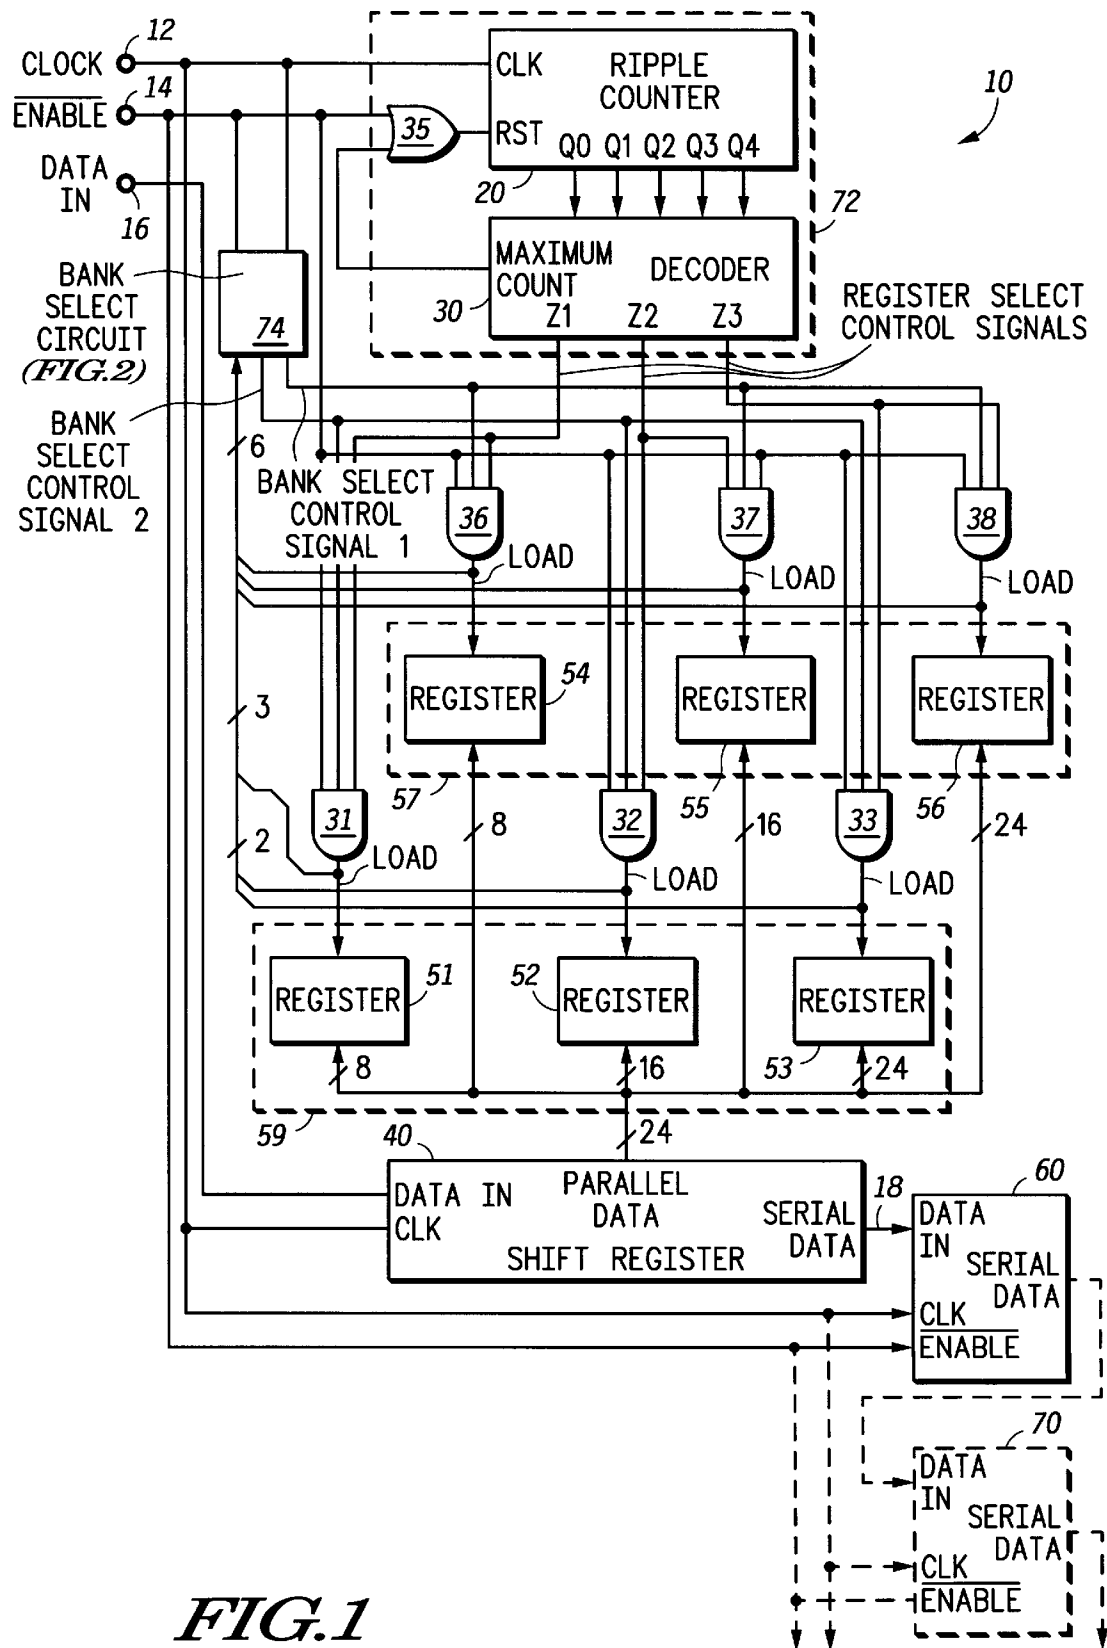 12
CLOCK
14
ENABLE
DATA
IN
16
CLK
RIPPLE
COUNTER
35
RST
Q0 Q1 Q2 Q3 Q4
20
10
72
MAXIMUM
COUNT
DECODER
30
Z1 Z2 Z3
REGISTER SELECT
CONTROL SIGNALS
BANK
SELECT
CIRCUIT
(FIG.2)
74
BANK
SELECT
CONTROL
SIGNAL 2
6
BANK SELECT
CONTROL
SIGNAL 1
36
37
38
LOAD
LOAD
LOAD
REGISTER
54
REGISTER
REGISTER
3
57
55
56
31
8
32
16
33
24
2
LOAD
LOAD
LOAD
REGISTER
51
52
REGISTER
REGISTER
53
8
16
24
59
24
40
DATA IN
CLK
PARALLEL
DATA
SERIAL
DATA
SHIFT REGISTER
18
60
DATA
IN
SERIAL
DATA
CLK
ENABLE
70
DATA
IN
SERIAL
DATA
CLK
ENABLE
FIG.1